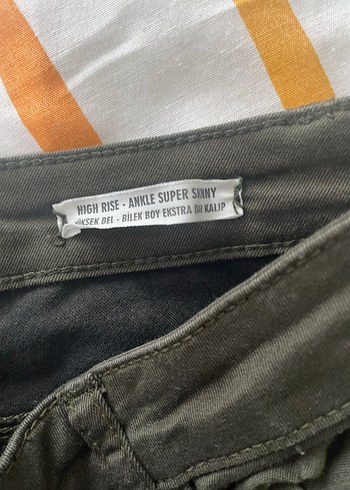 HIGH RISE - ANKLE SUPER SKINNY
YÜKSEK BEL - BİLEK BOY EKSTRA DAR KALIP